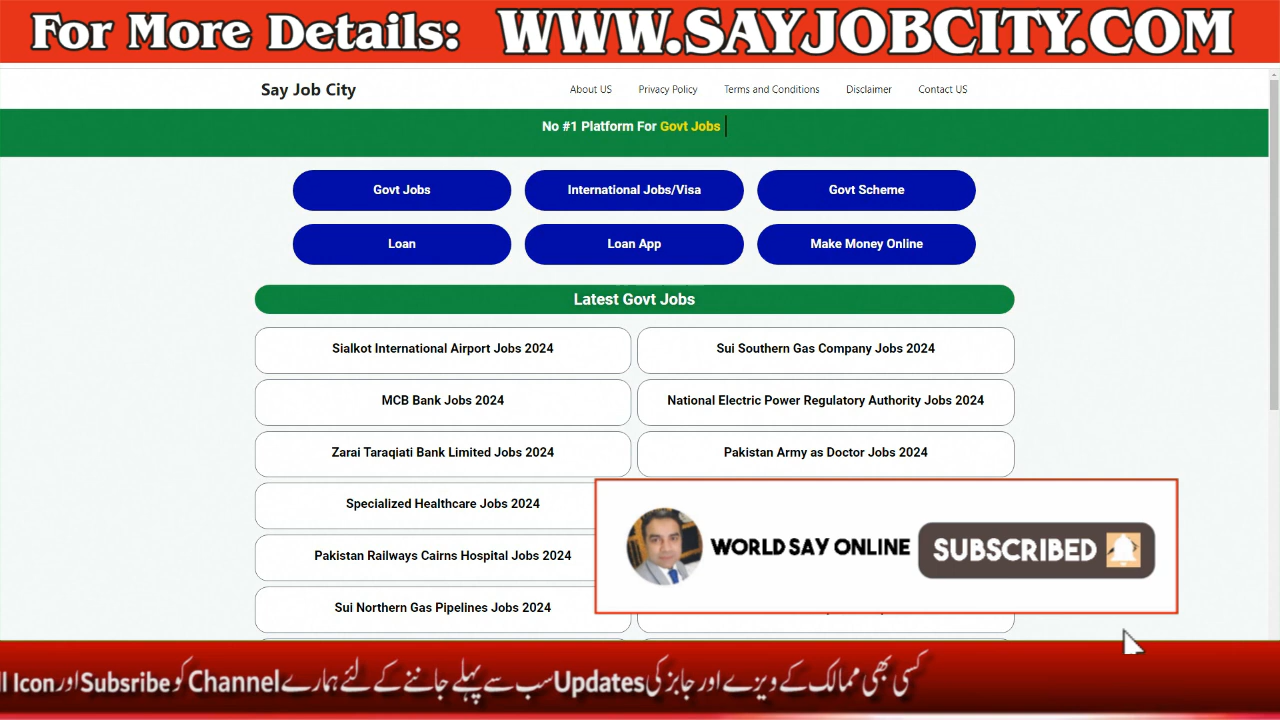 For More Details: WWW.SAYJOBCITY.COM
Say Job City
About US
Privacy Policy
Terms and Conditions
Disclaimer
Contact US
No #1 Platform For Govt Jobs
Govt Jobs
International Jobs/Visa
Govt Scheme
Loan
Loan App
Make Money Online
Latest Govt Jobs
Sialkot International Airport Jobs 2024
Sui Southern Gas Company Jobs 2024
MCB Bank Jobs 2024
National Electric Power Regulatory Authority Jobs 2024
Zarai Taraqiati Bank Limited Jobs 2024
Pakistan Army as Doctor Jobs 2024
Specialized Healthcare Jobs 2024
Pakistan Railways Cairns Hospital Jobs 2024
Sui Northern Gas Pipelines Jobs 2024
WORLD SAY ONLINE SUBSCRIBED
کسی بھی ممالک کے ویزے اور جابز کی Updates سب سے پہلے جاننے کے لئے ہمارے Channel کو Subsribe اور Icon